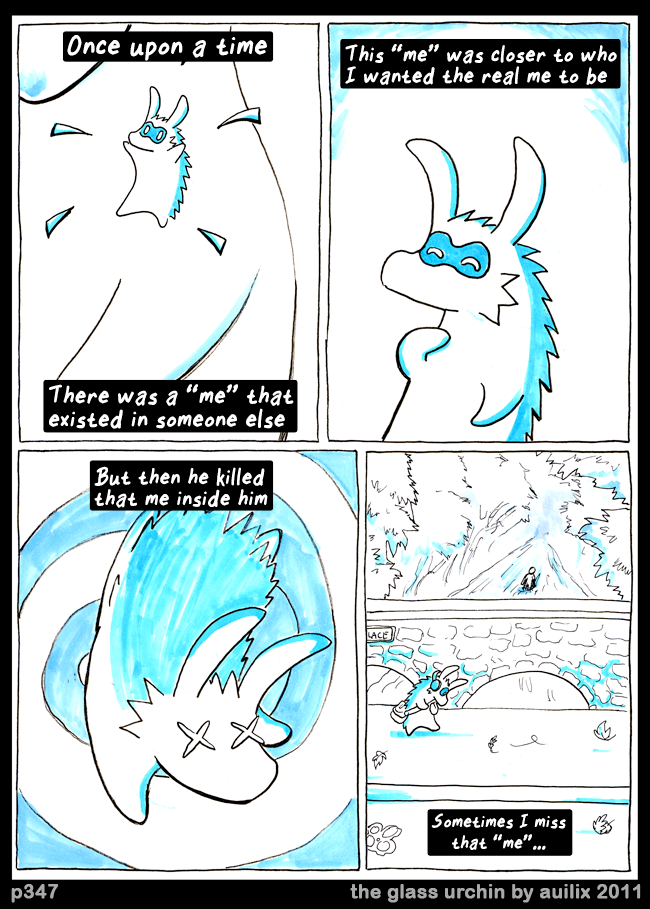 Once upon a time
There was a "me" that
existed in someone else
This "me" was closer to who
I wanted the real me to be
But then he killed
that me inside him
LACE
Sometimes I miss
that "me"...
p347
the glass urchin by auilix 2011